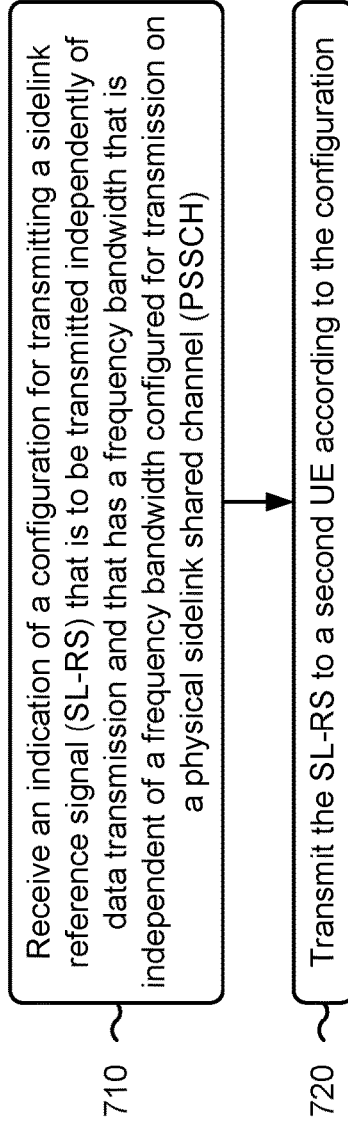 710
Receive an indication of a configuration for transmitting a sidelink
reference signal (SL-RS) that is to be transmitted independently of
data transmission and that has a frequency bandwidth that is
independent of a frequency bandwidth configured for transmission on
a physical sidelink shared channel (PSSCH)
720
Transmit the SL-RS to a second UE according to the configuration